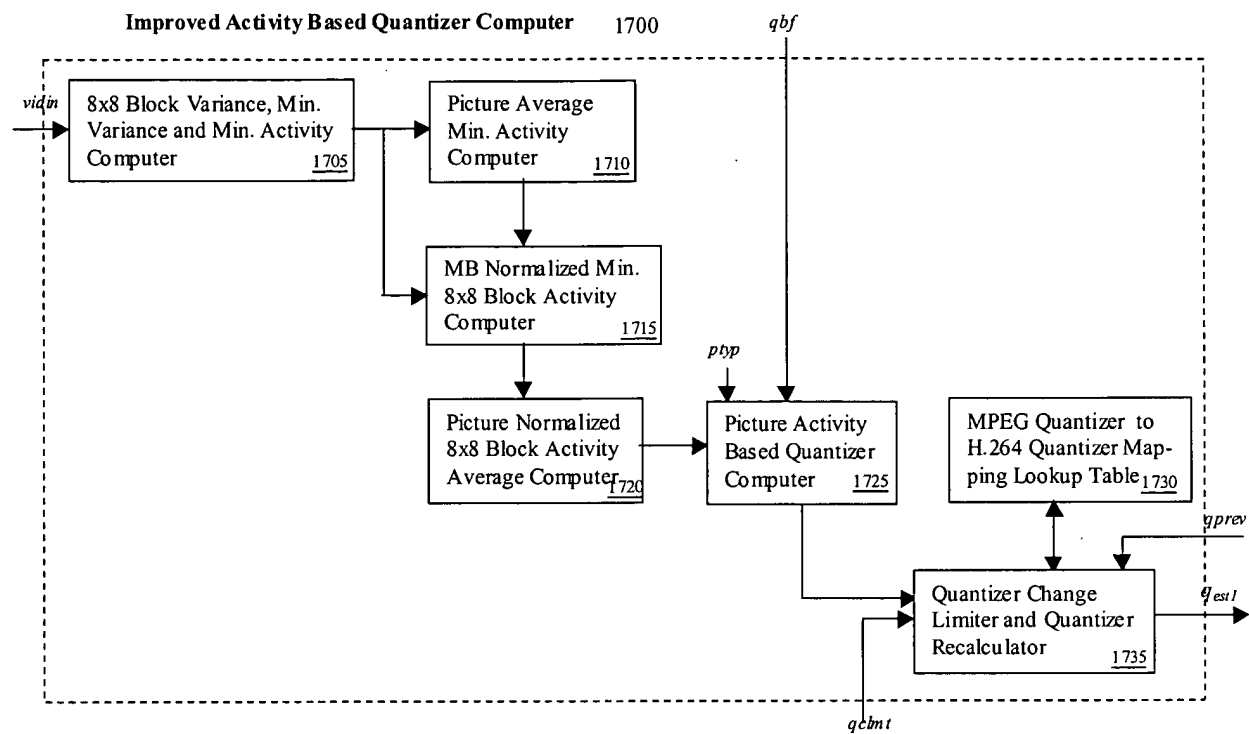 Improved Activity Based Quantizer Computer 1700
qbf
vidin
8x8 Block Variance, Min.
Variance and Min. Activity
Computer
1705
Picture Average
Min. Activity
Computer
1710
MB Normalized Min.
8x8 Block Activity
Computer
1715
ptyp
Picture Normalized
8x8 Block Activity
Average Computer
1720
Picture Activity
Based Quantizer
Computer
1725
MPEG Quantizer to
H.264 Quantizer Map-
ping Lookup Table
1730
qprev
Quantizer Change
Limiter and Quantizer
Recalculator
1735
qest1
qclmt